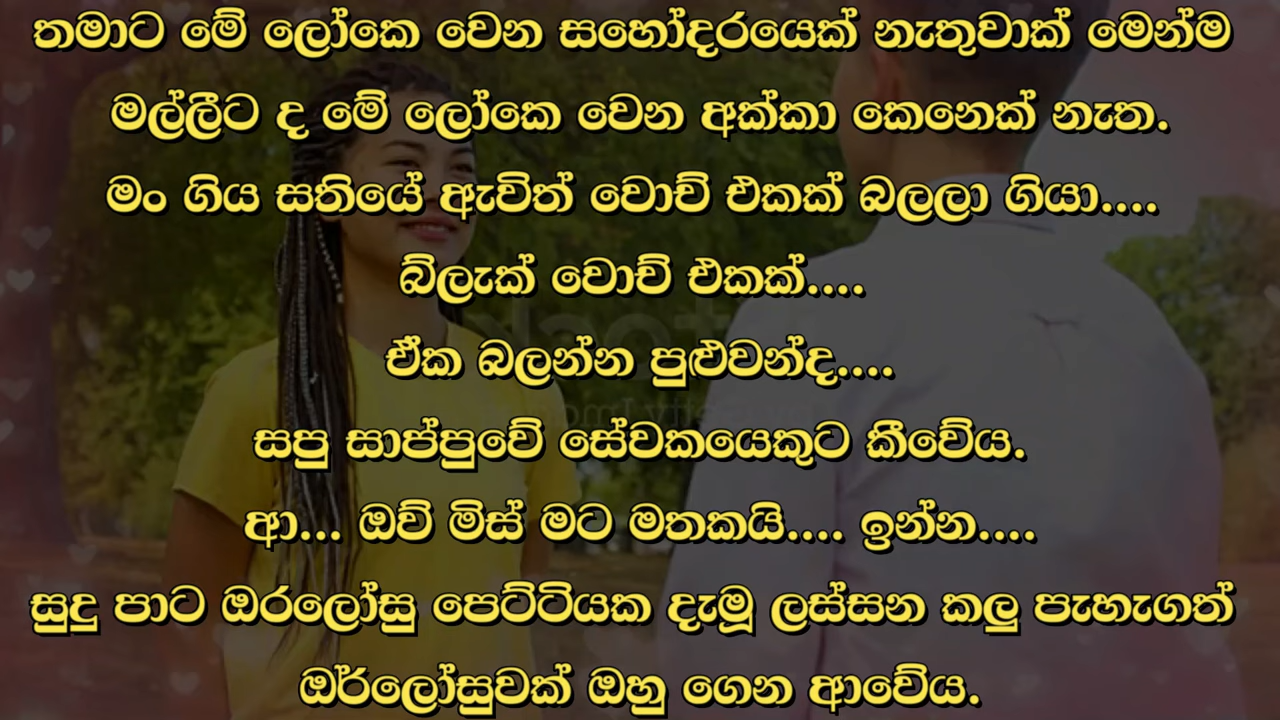 තමාට මේ ලෝකෙ වෙන සහෝදරයෙක් නැතුවාක් මෙන්ම
මල්ලීට ද මේ ලෝකෙ වෙන අක්කා කෙනෙක් නැත.
මං ගිය සතියේ ඇවිත් වොච් එකක් බලලා ගියා....
බ්ලැක් වොච් එකක්....
ඒක බලන්න පුළුවන්ද....
සපු සාප්පුවේ සේවකයෙකුට කීවේය.
ආ... ඔව් මිස් මට මතකයි.... ඉන්න....
සුදු පාට ඔරලෝසු පෙට්ටියක දැමූ ලස්සන කලු පැහැගත්
ඔර්ලෝසුවක් ඔහු ගෙන ආවේය.